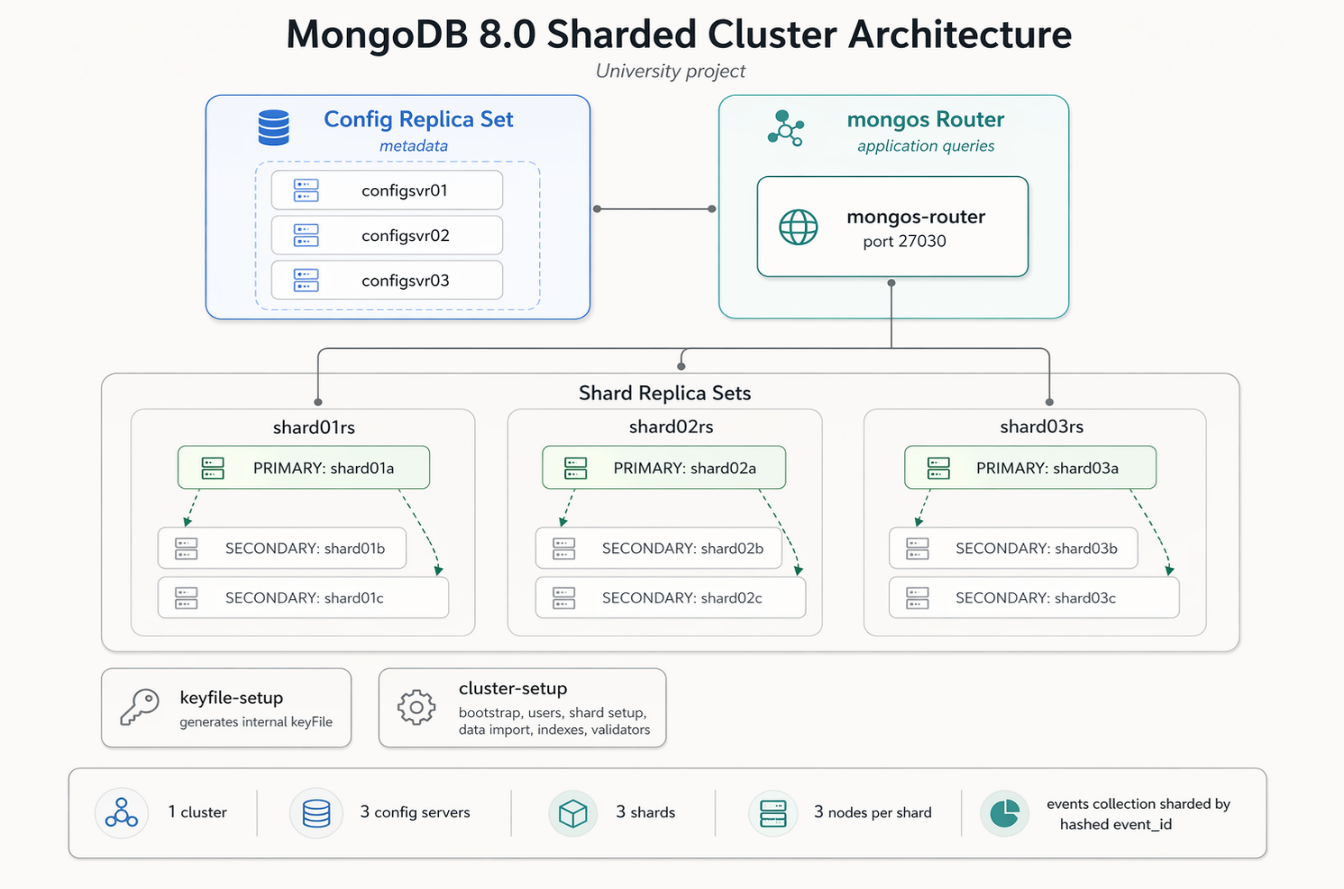 MongoDB 8.0 Sharded Cluster Architecture
University project
Config Replica Set
metadata
configsvr01
configsvr02
configsvr03
mongos Router
application queries
mongos-router
port 27030
Shard Replica Sets
shard01rs
PRIMARY: shard01a
SECONDARY: shard01b
SECONDARY: shard01c
shard02rs
PRIMARY: shard02a
SECONDARY: shard02b
SECONDARY: shard02c
shard03rs
PRIMARY: shard03a
SECONDARY: shard03b
SECONDARY: shard03c
keyfile-setup
generates internal keyFile
cluster-setup
bootstrap, users, shard setup,
data import, indexes, validators
1 cluster
3 config servers
3 shards
3 nodes per shard
events collection sharded by
hashed event_id